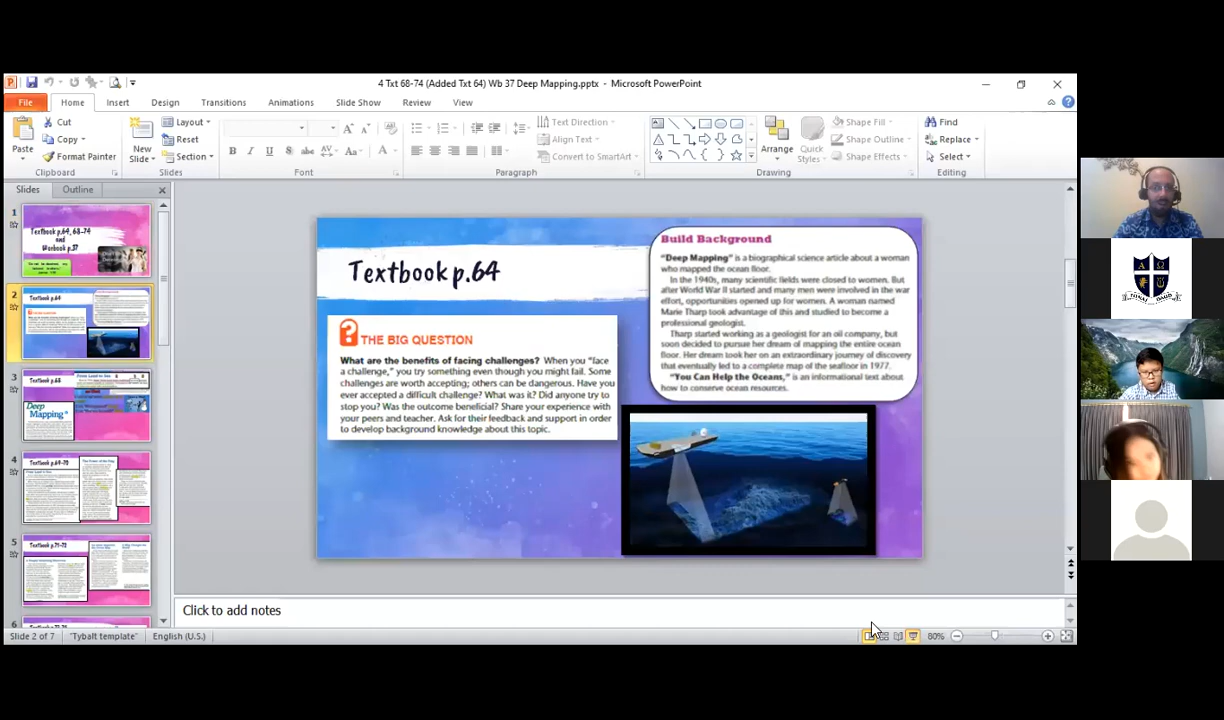 4 Txt 68-74 (Added Txt 64) Wb 37 Deep Mapping.pptx - Microsoft PowerPoint
File Home Insert Design Transitions Animations Slide Show Review View
Paste
Cut
Copy
Format Painter
Clipboard
New
Slide
Layout
Reset
Section
Slides
B I U S abc AV Aa A
Font
Text Direction
Align Text
Convert to SmartArt
Paragraph
Arrange
Quick
Styles
Shape Fill
Shape Outline
Shape Effects
Drawing
Find
Replace
Select
Editing
Slides Outline
1
Textbook p.64, 68-74
and
Workbook p.37
2
Textbook p.64
3
Textbook p.68
Deep
Mapping
4
Textbook p.69-70
5
Textbook p.71-72
6
Textbook p.64
? THE BIG QUESTION
What are the benefits of facing challenges? When you "face
a challenge," you try something even though you might fail. Some
challenges are worth accepting; others can be dangerous. Have you
ever accepted a difficult challenge? What was it? Did anyone try to
stop you? Was the outcome beneficial? Share your experience with
your peers and teacher. Ask for their feedback and support in order
to develop background knowledge about this topic.
Build Background
"Deep Mapping" is a biographical science article about a woman
who mapped the ocean floor.
In the 1940s, many scientific fields were closed to women. But
after World War II started and many men were involved in the war
effort, opportunities opened up for women. A woman named
Marie Tharp took advantage of this and studied to become a
professional geologist.
Tharp started working as a geologist for an oil company, but
soon decided to pursue her dream of mapping the entire ocean
floor. Her dream took her on an extraordinary journey of discovery
that eventually led to a complete map of the seafloor in 1977.
"You Can Help the Oceans," is an informational text about
how to conserve ocean resources.
Click to add notes
Slide 2 of 7 "Tybalt template" English (U.S.) 80%
Α Ω